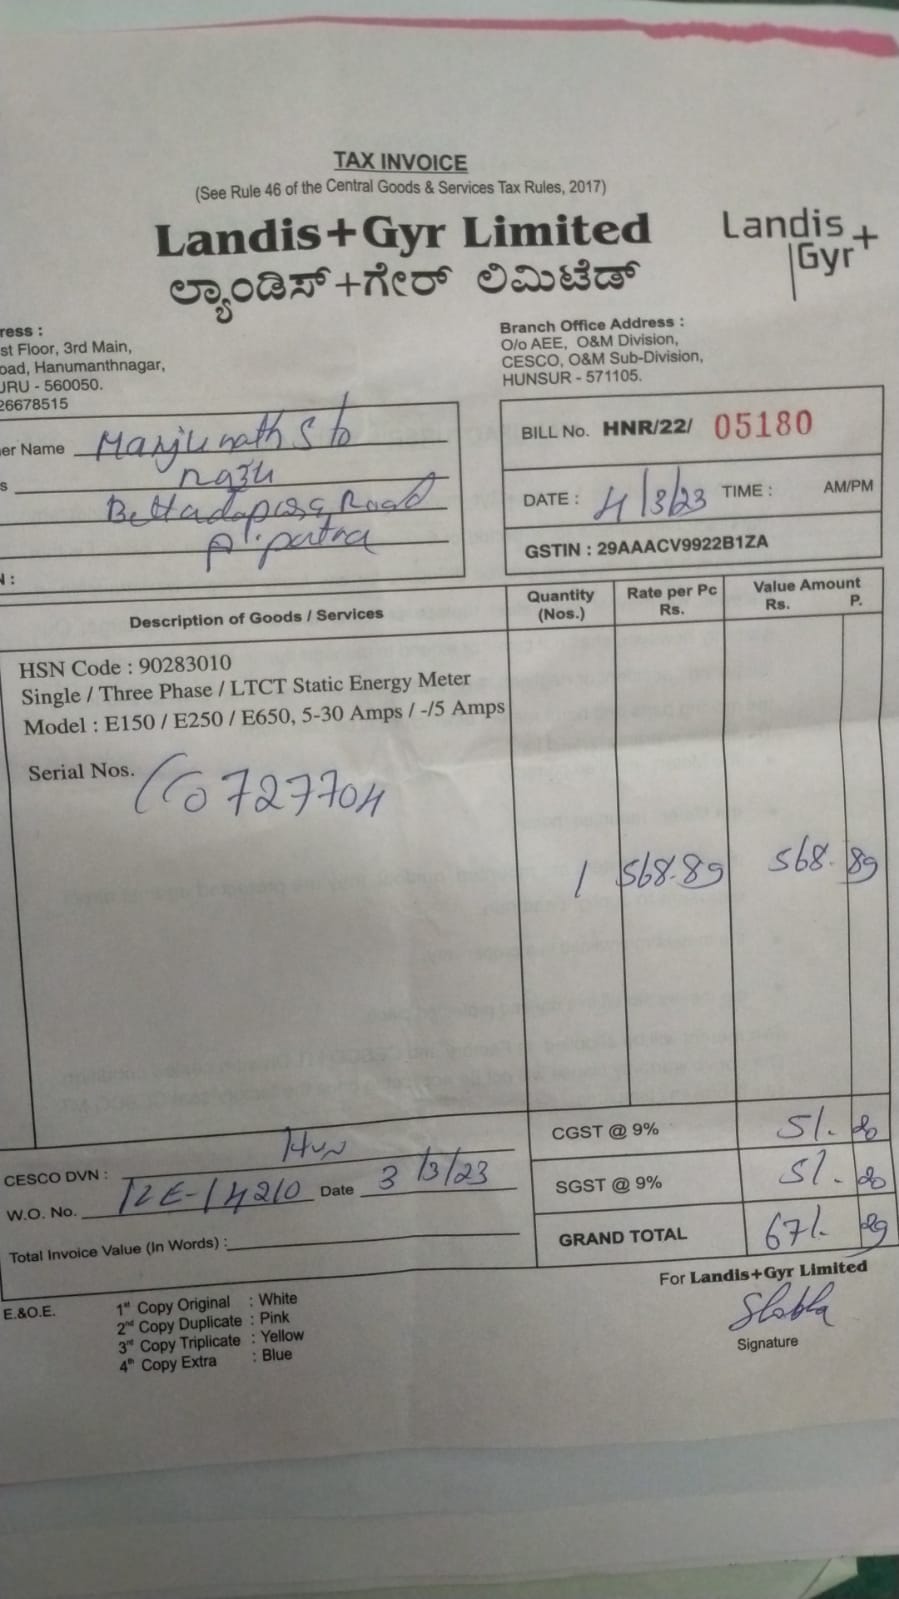 TAX INVOICE
(See Rule 46 of the Central Goods & Services Tax Rules, 2017)
Landis+Gyr Limited
ಲ್ಯಾಂಡಿಸ್+ಗೇರ್ ಲಿಮಿಟೆಡ್
Landis
Gyr+
ress :
st Floor, 3rd Main,
oad, Hanumanthnagar,
URU - 560050.
26678515
Branch Office Address :
O/o AEE, O&M Division,
CESCO, O&M Sub-Division,
HUNSUR - 571105.
er Name Manjunath S/o
s Raju
Bettadapura Road
P.patna
N :
BILL No. HNR/22/ 05180
DATE : 4/3/23 TIME : AM/PM
GSTIN : 29AAACV9922B1ZA
Description of Goods / Services
Quantity (Nos.)
Rate per Pc Rs.
Value Amount
Rs. P.
HSN Code : 90283010
Single / Three Phase / LTCT Static Energy Meter
Model : E150 / E250 / E650, 5-30 Amps / -/5 Amps
Serial Nos. 0727704
1 568.89 568. 89
CGST @ 9% 51. 20
SGST @ 9% 51. 20
GRAND TOTAL 671. 29
CESCO DVN : Hun
W.O. No. Date 3/3/23
Total Invoice Value (In Words) :
For Landis+Gyr Limited
Shobha
Signature
E.&O.E.
1st Copy Original : White
2nd Copy Duplicate : Pink
3rd Copy Triplicate : Yellow
4th Copy Extra : Blue